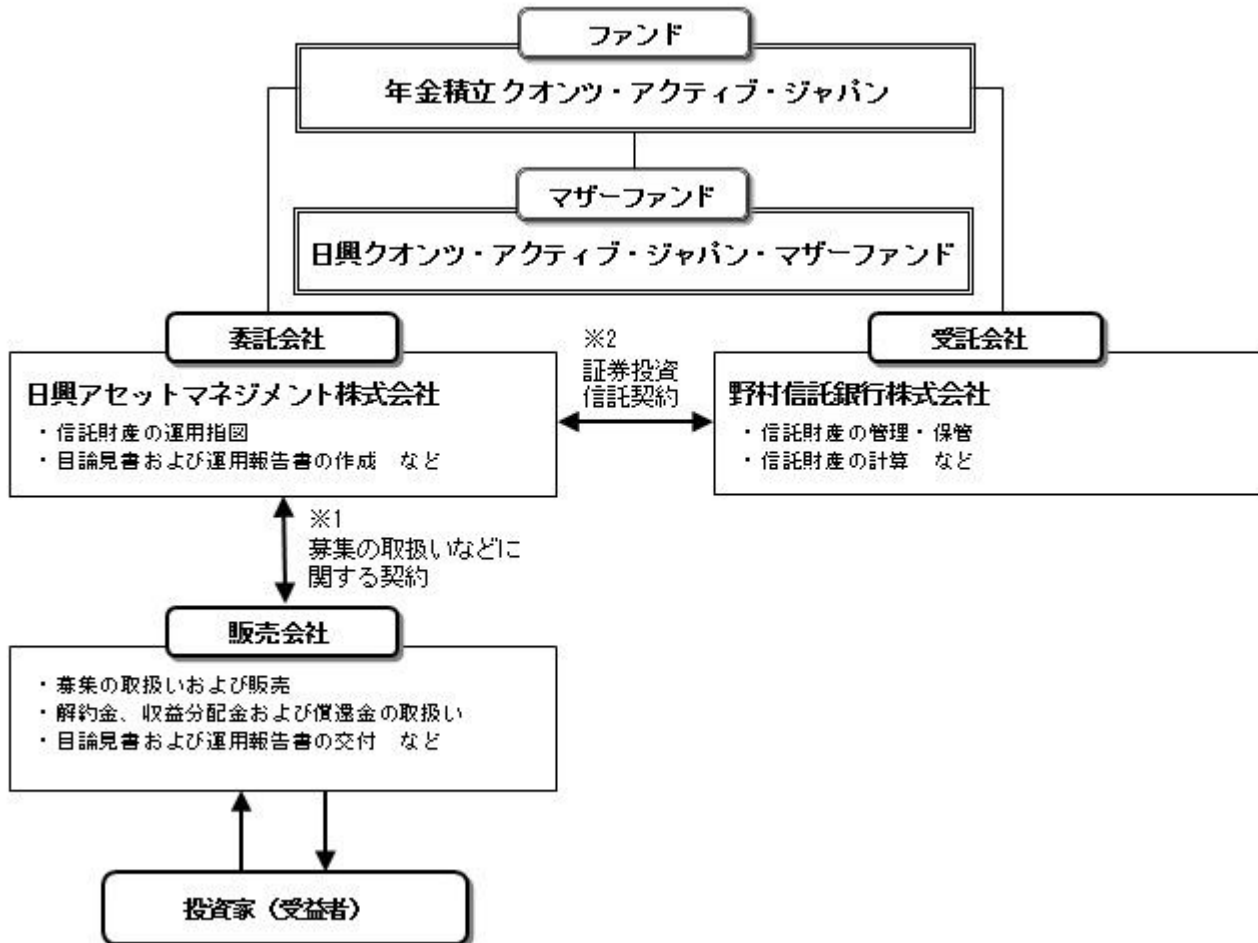 ファンド
年金積立 クオンツ・アクティブ・ジャパン
マザーファンド
日興クオンツ・アクティブ・ジャパン・マザーファンド
委託会社
日興アセットマネジメント株式会社
・信託財産の運用指図
・目論見書および運用報告書の作成　など
※2
証券投資
信託契約
受託会社
野村信託銀行株式会社
・信託財産の管理・保管
・信託財産の計算　など
※1
募集の取扱いなどに
関する契約
販売会社
・募集の取扱いおよび販売
・解約金、収益分配金および償還金の取扱い
・目論見書および運用報告書の交付　など
投資家（受益者）